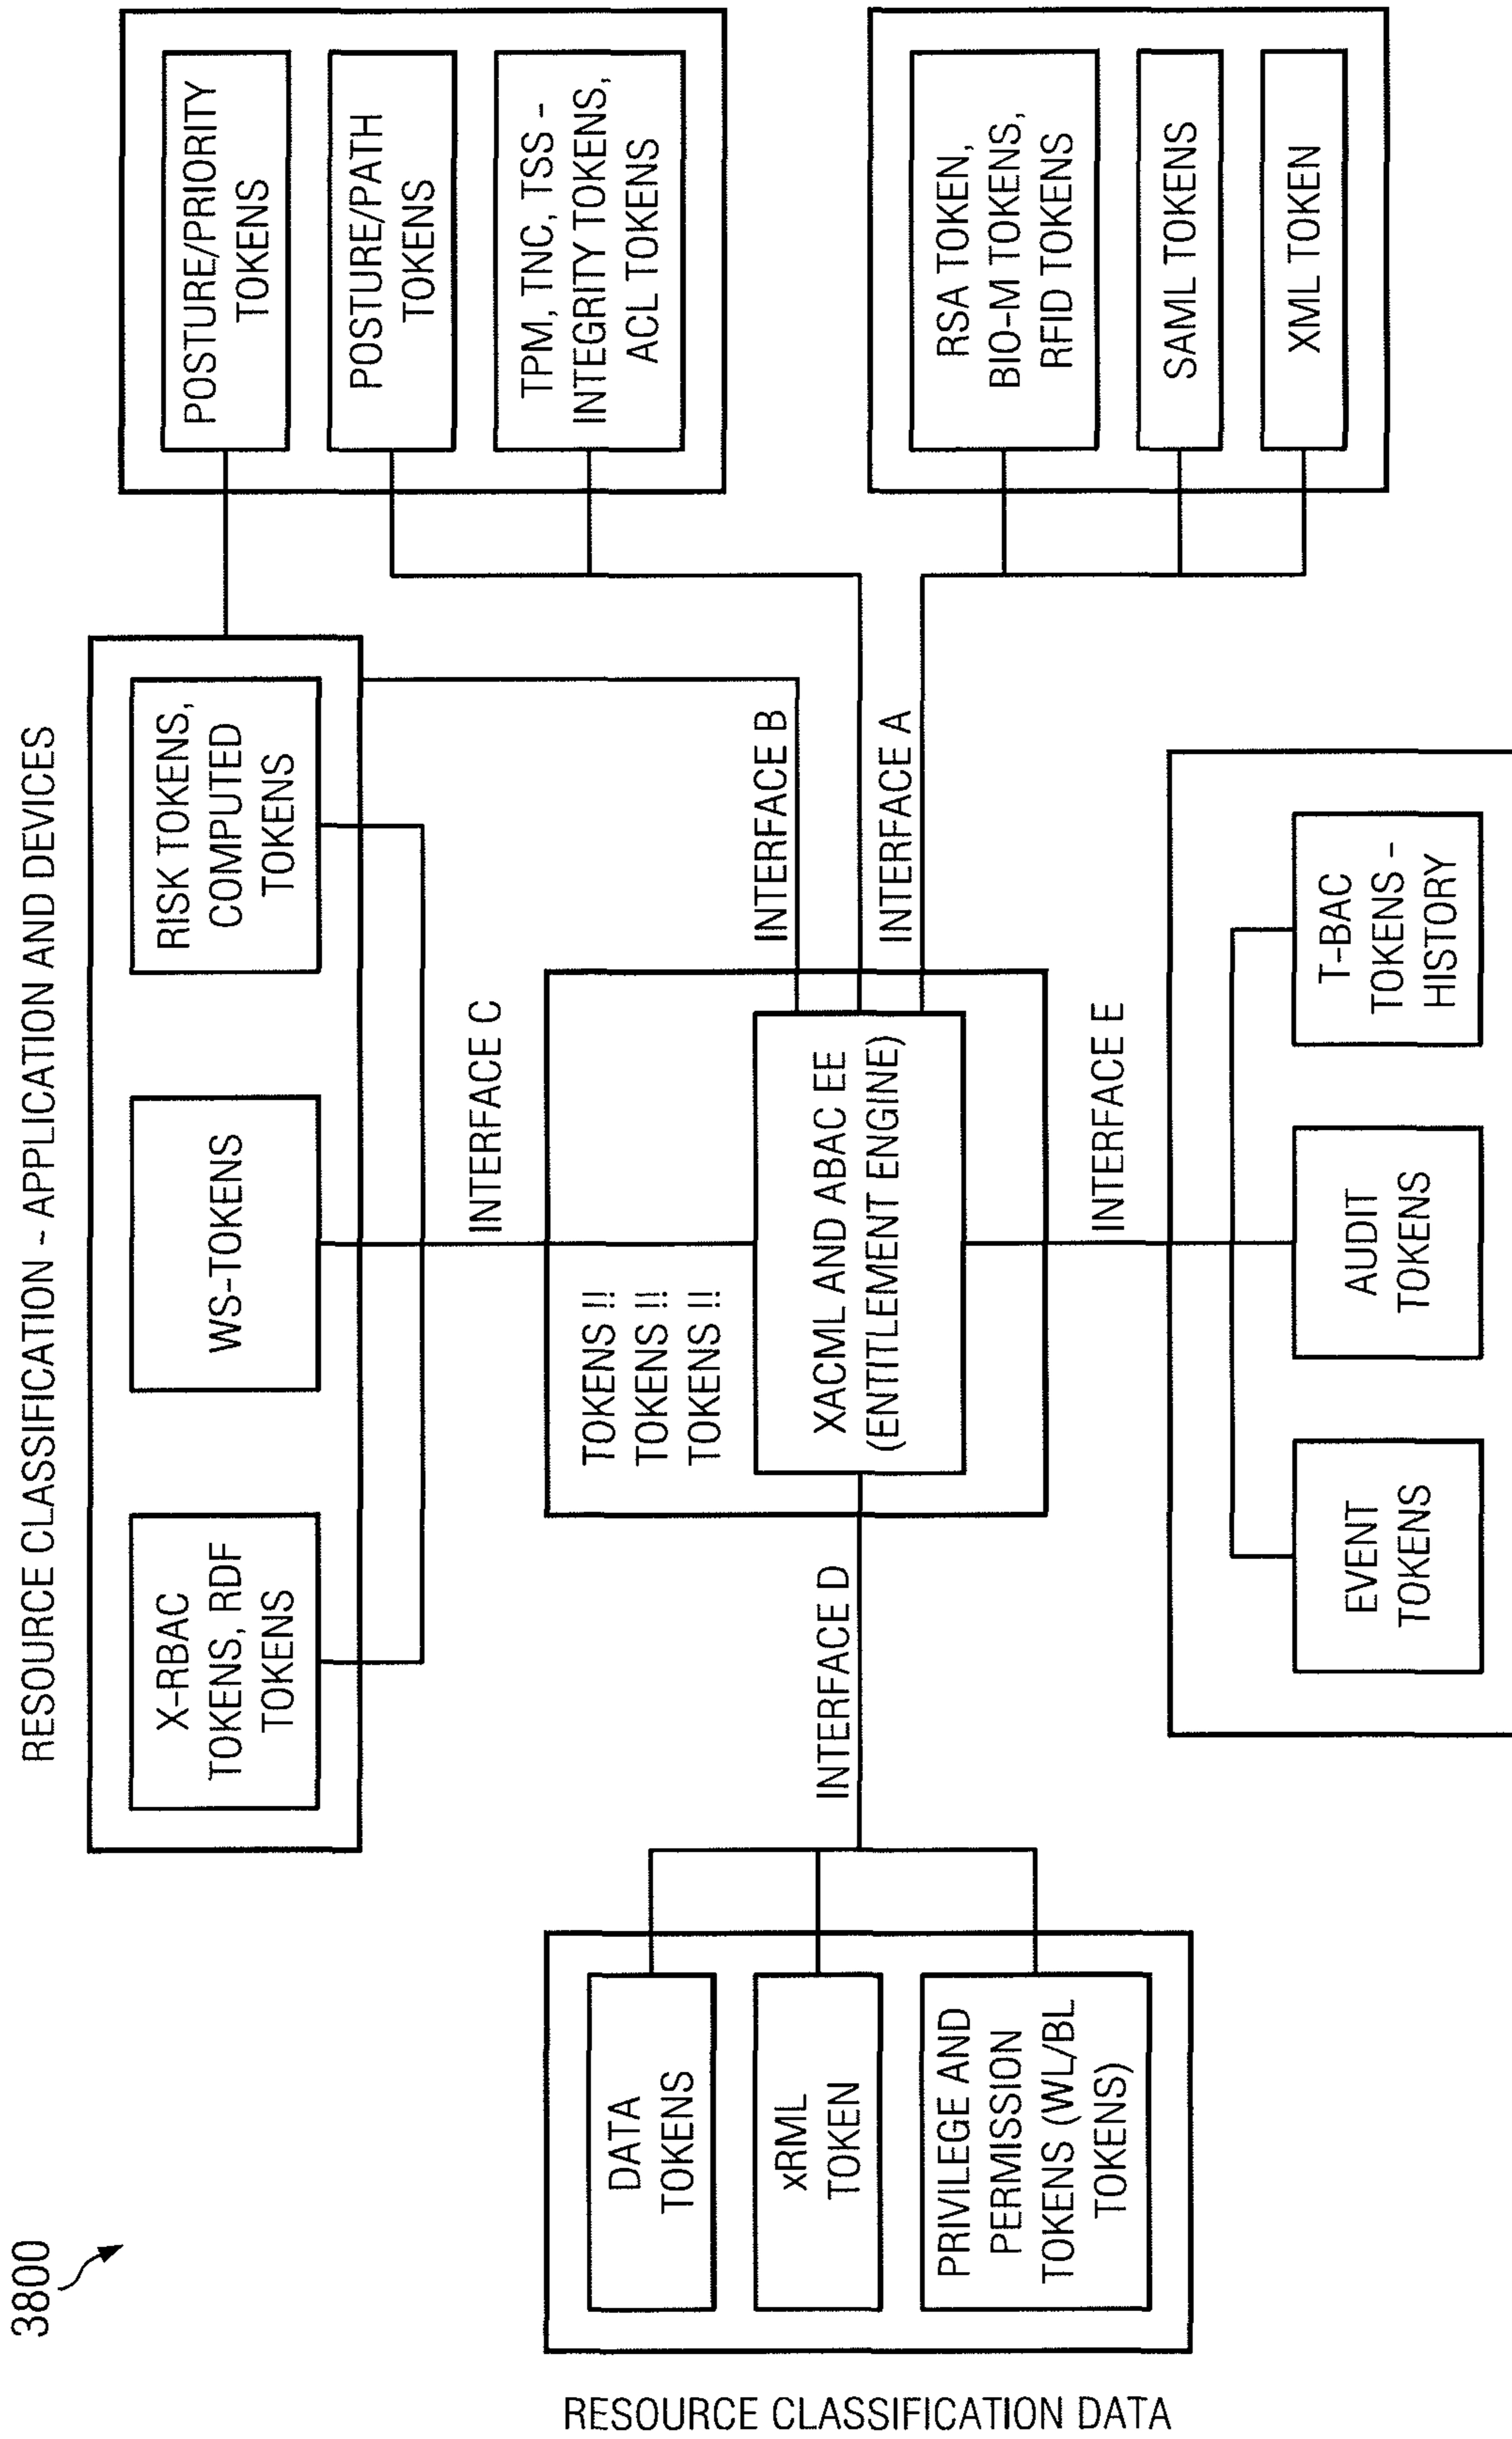 3800
RESOURCE CLASSIFICATION - APPLICATION AND DEVICES
X-RBAC
TOKENS, RDF
TOKENS
WS-TOKENS
RISK TOKENS,
COMPUTED
TOKENS
POSTURE/PRIORITY
TOKENS
POSTURE/PATH
TOKENS
TPM, TNC, TSS -
INTEGRITY TOKENS,
ACL TOKENS
INTERFACE C
INTERFACE B
INTERFACE A
TOKENS !!
TOKENS !!
TOKENS !!
XACML AND ABAC EE
(ENTITLEMENT ENGINE)
INTERFACE D
INTERFACE E
RESOURCE CLASSIFICATION DATA
DATA
TOKENS
xRML
TOKEN
PRIVILEGE AND
PERMISSION
TOKENS (WL/BL
TOKENS)
RSA TOKEN,
BIO-M TOKENS,
RFID TOKENS
SAML TOKENS
XML TOKEN
EVENT
TOKENS
AUDIT
TOKENS
T-BAC
TOKENS -
HISTORY